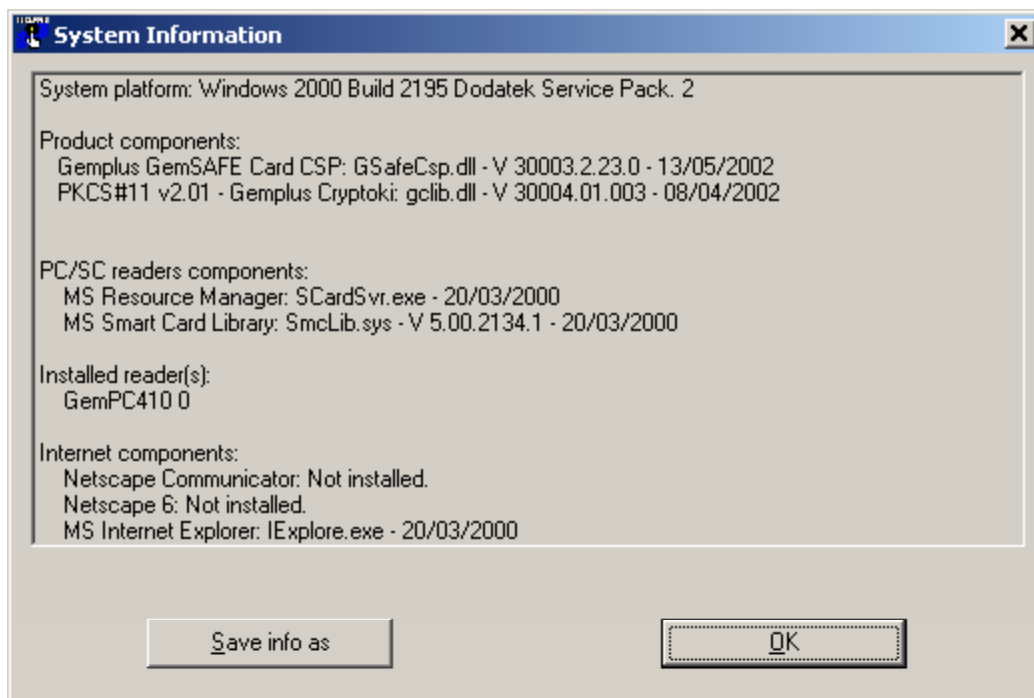 System Information
System platform: Windows 2000 Build 2195 Dodatek Service Pack. 2
Product components:
Gemplus GemSAFE Card CSP: GSafeCsp.dll - V 30003.2.23.0 - 13/05/2002
PKCS#11 v2.01 - Gemplus Cryptoki: gclib.dll - V 30004.01.003 - 08/04/2002
PC/SC readers components:
MS Resource Manager: SCardSvr.exe - 20/03/2000
MS Smart Card Library: SmcLib.sys - V 5.00.2134.1 - 20/03/2000
Installed reader(s):
GemPC410 0
Internet components:
Netscape Communicator: Not installed.
Netscape 6: Not installed.
MS Internet Explorer: IExplore.exe - 20/03/2000
Save info as
OK